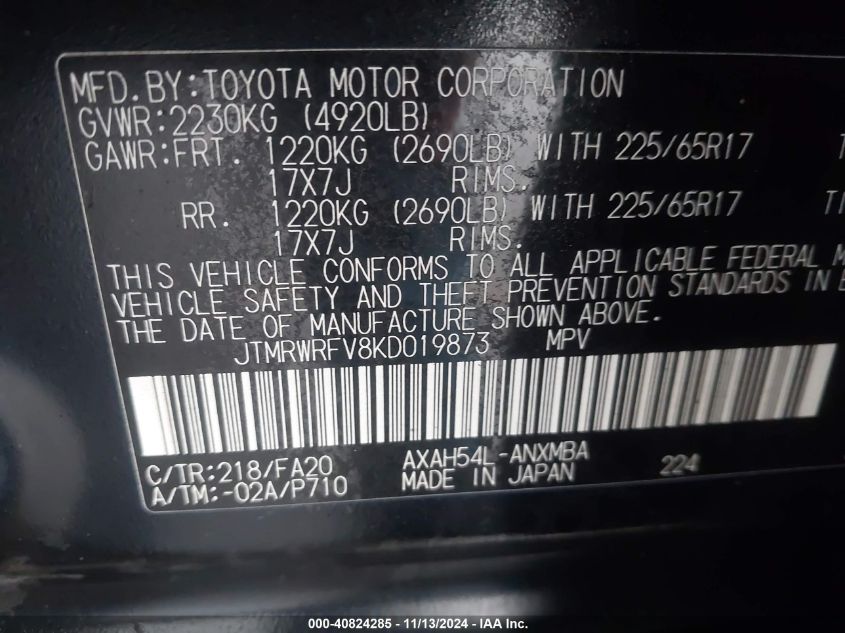 MFD. BY: TOYOTA MOTOR CORPORATION
GVWR: 2230KG (4920LB)
GAWR: FRT. 1220KG (2690LB) WITH 225/65R17
17X7J RIMS.
RR. 1220KG (2690LB) WITH 225/65R17
17X7J RIMS.
THIS VEHICLE CONFORMS TO ALL APPLICABLE FEDERAL
VEHICLE SAFETY AND THEFT PREVENTION STANDARDS IN
THE DATE OF MANUFACTURE SHOWN ABOVE.
JTMRWRFV8KD019873 MPV
C/TR: 218/FA20 AXAH54L-ANXMBA 224
A/TM: -02A/P710 MADE IN JAPAN
000-40824285 - 11/13/2024 - IAA Inc.